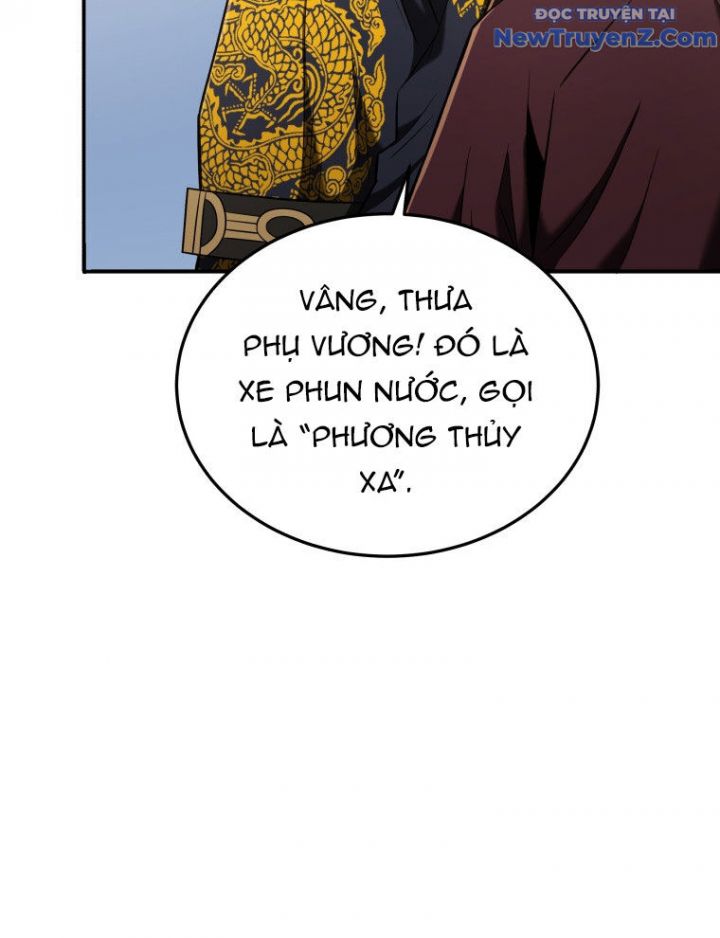 ĐỌC TRUYỆN TẠI
NEWTRUYENZ.COM
VÂNG, THƯA
PHỤ VƯƠNG! ĐÓ LÀ
XE PHUN NƯỚC, GỌI
LÀ “PHƯƠNG THỦY
XA”.